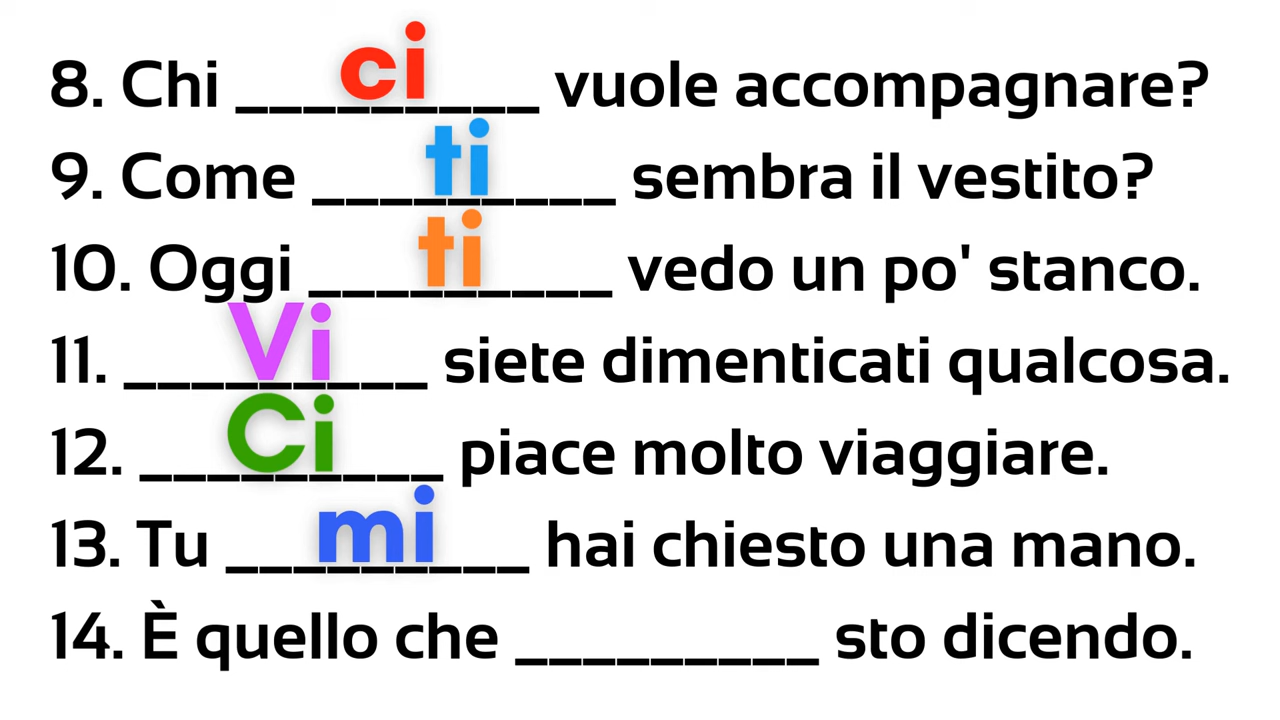 8. Chi ci vuole accompagnare?
9. Come ti sembra il vestito?
10. Oggi ti vedo un po' stanco.
11. Vi siete dimenticati qualcosa.
12. Ci piace molto viaggiare.
13. Tu mi hai chiesto una mano.
14. È quello che _________ sto dicendo.